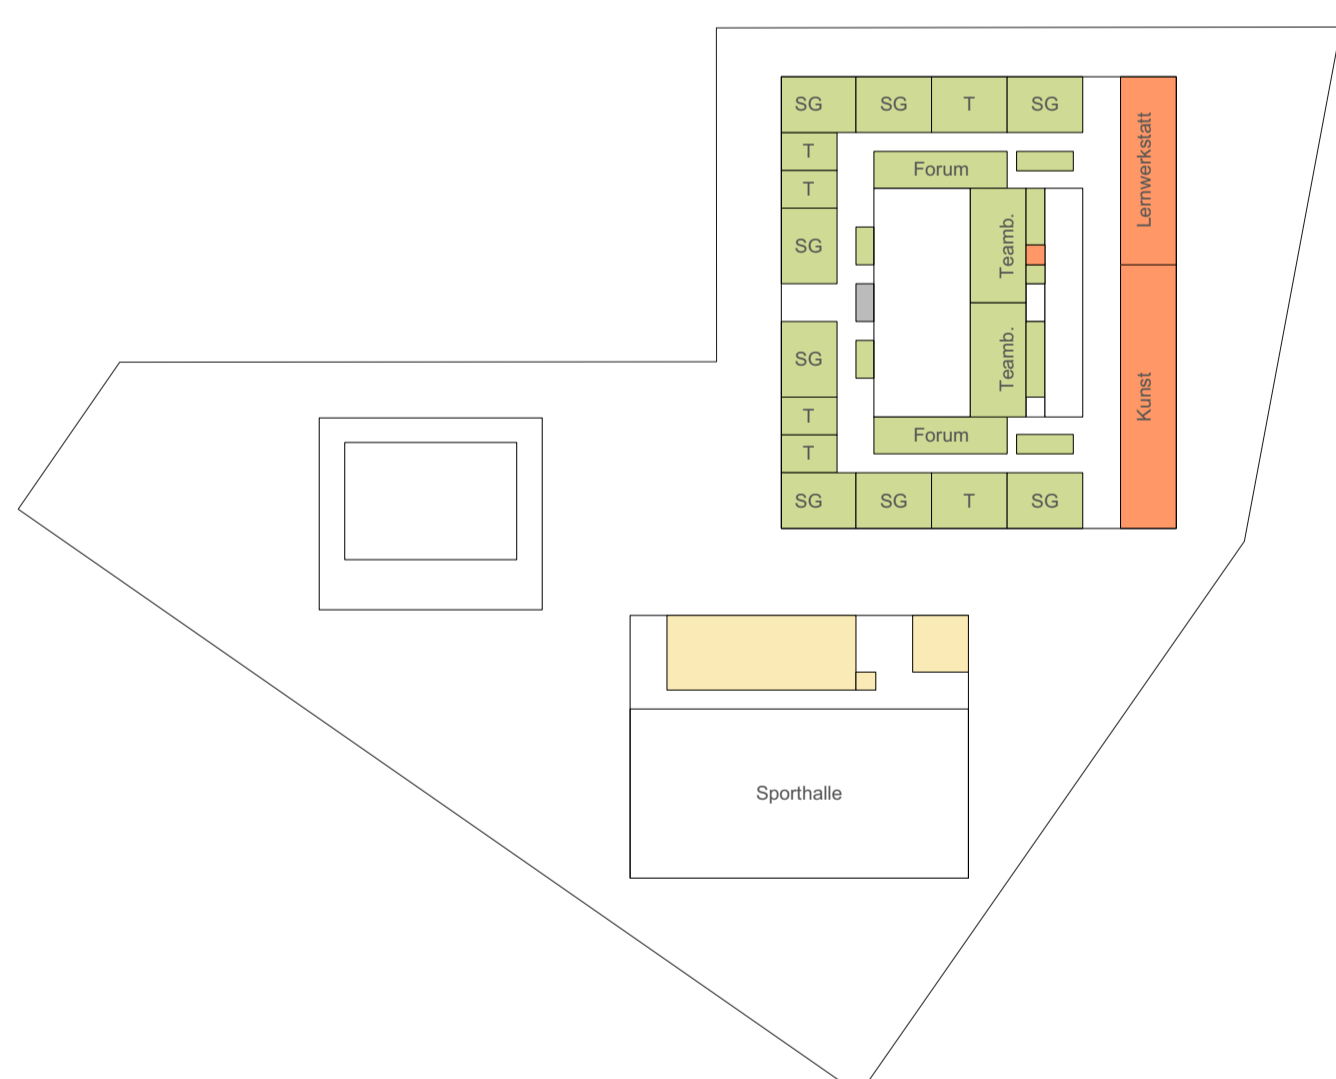 SG SG T SG
T
Forum
T
Lernwerkstatt
SG
Teamb.
SG
Teamb.
Kunst
T
Forum
T
SG SG T SG
Sporthalle